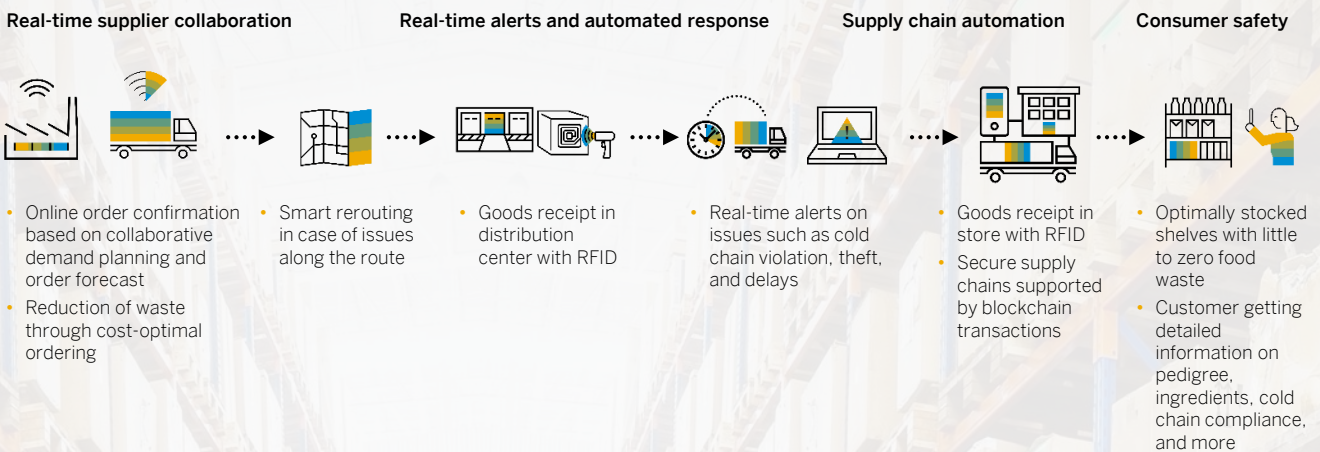 Real-time supplier collaboration
Real-time alerts and automated response
Supply chain automation
Consumer safety
• Online order confirmation
based on collaborative
demand planning and
order forecast
• Reduction of waste
through cost-optimal
ordering
• Smart rerouting
in case of issues
along the route
• Goods receipt in
distribution
center with RFID
• Real-time alerts on
issues such as cold
chain violation, theft,
and delays
• Goods receipt in
store with RFID
• Secure supply
chains supported
by blockchain
transactions
• Optimally stocked
shelves with little
to zero food
waste
• Customer getting
detailed
information on
pedigree,
ingredients, cold
chain compliance,
and more